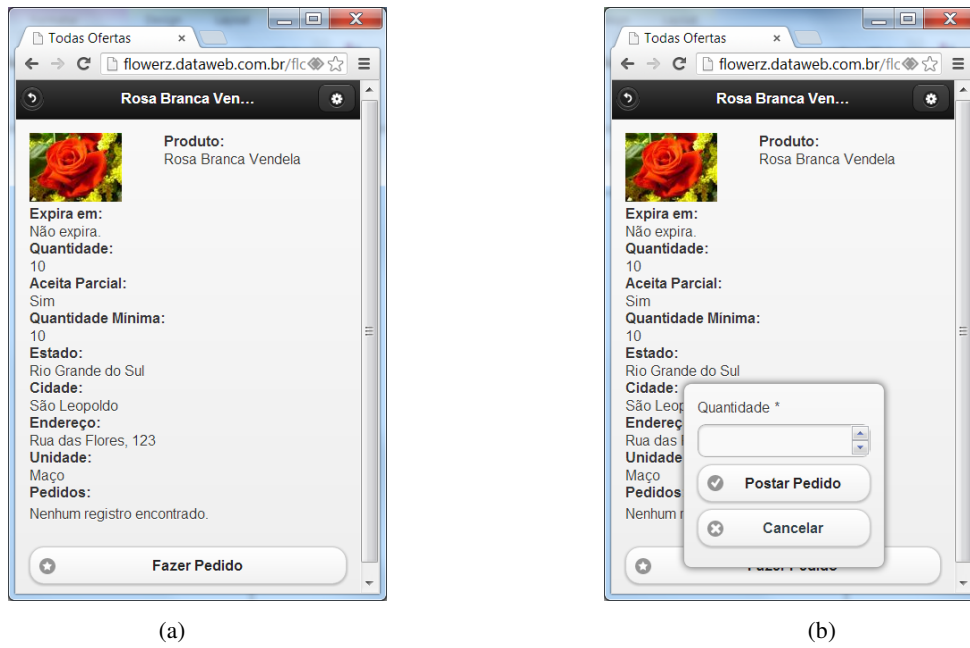 Todas Ofertas
flowerz.dataweb.com.br/flc
Rosa Branca Ven...
Produto:
Rosa Branca Vendela
Expira em:
Não expira.
Quantidade:
10
Aceita Parcial:
Sim
Quantidade Mínima:
10
Estado:
Rio Grande do Sul
Cidade:
São Leopoldo
Endereço:
Rua das Flores, 123
Unidade:
Maço
Pedidos:
Nenhum registro encontrado.
Fazer Pedido
(a)
Todas Ofertas
flowerz.dataweb.com.br/flc
Rosa Branca Ven...
Produto:
Rosa Branca Vendela
Expira em:
Não expira.
Quantidade:
10
Aceita Parcial:
Sim
Quantidade Mínima:
10
Estado:
Rio Grande do Sul
Cidade:
São Leop
Endereç
Rua das
Unidade
Maço
Pedidos
Nenhum r
Quantidade *
Postar Pedido
Cancelar
(b)